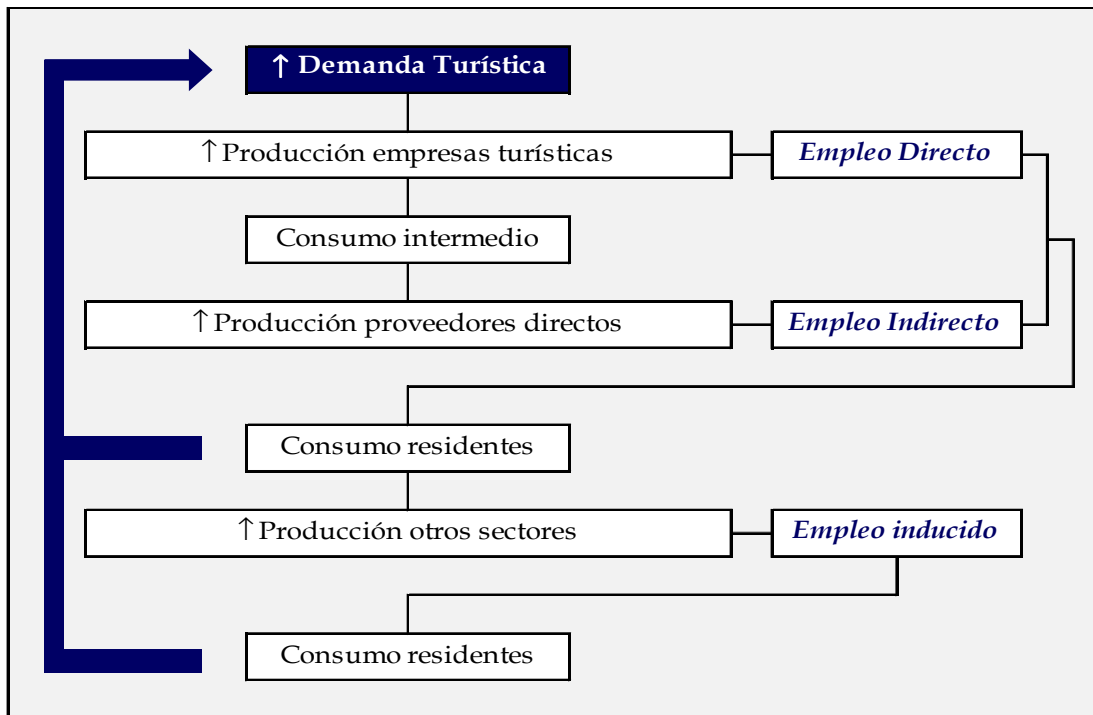 ↑ Demanda Turística
↑ Producción empresas turísticas
Empleo Directo
Consumo intermedio
↑ Producción proveedores directos
Empleo Indirecto
Consumo residentes
↑ Producción otros sectores
Empleo inducido
Consumo residentes